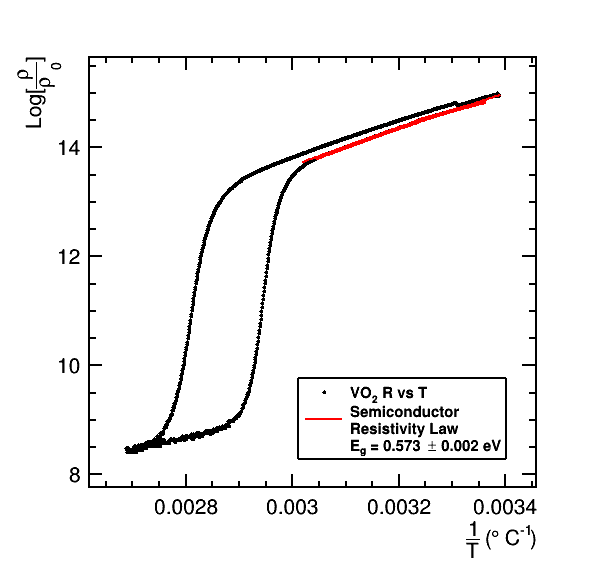 Log[ρ/ρ₀]
14
12
10
8
VO₂ R vs T
Semiconductor
Resistivity Law
E_g = 0.573 ± 0.002 eV
0.0028 0.003 0.0032 0.0034
1/T (° C⁻¹)